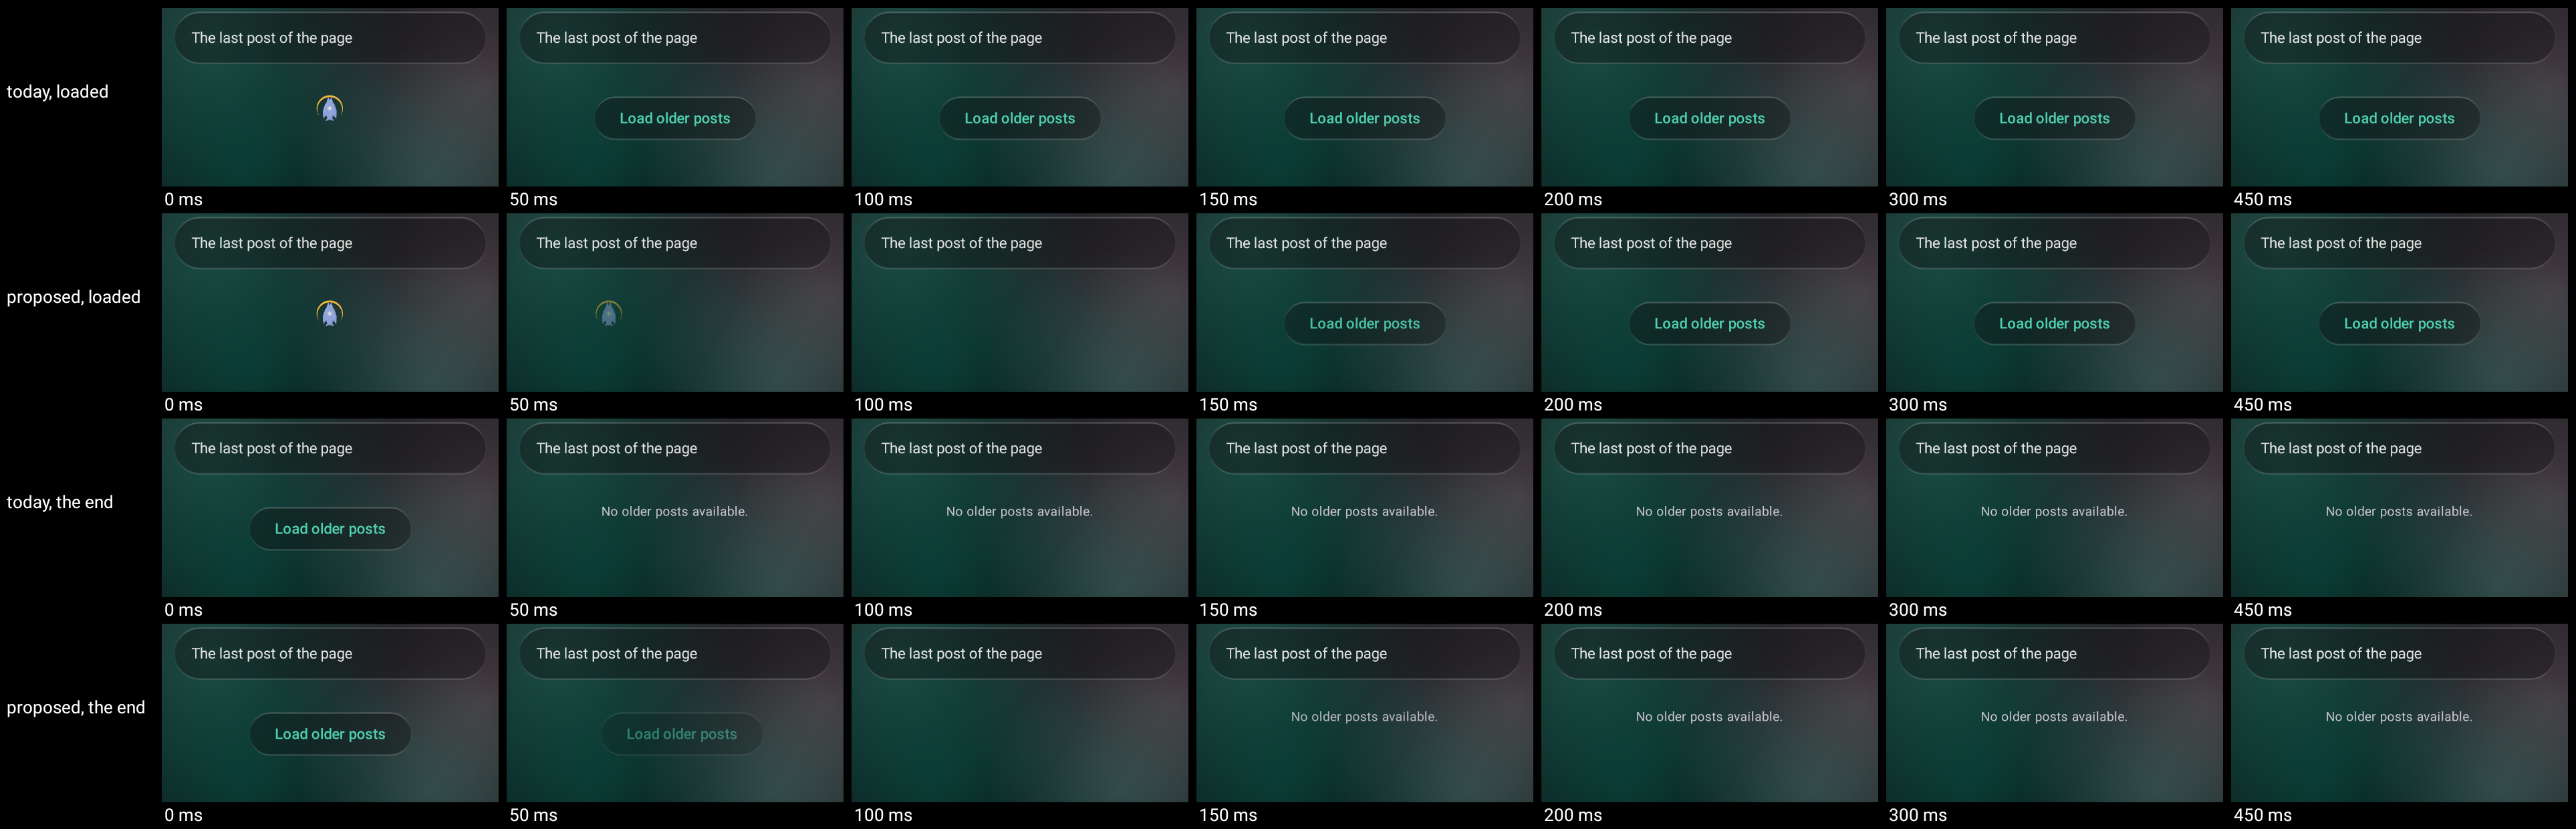 The last post of the page The last post of the page The last post of the page The last post of the page The last post of the page The last post of the page The last post of the page
today, loaded
Load older posts Load older posts Load older posts Load older posts Load older posts Load older posts
0 ms 50 ms 100 ms 150 ms 200 ms 300 ms 450 ms
The last post of the page The last post of the page The last post of the page The last post of the page The last post of the page The last post of the page The last post of the page
proposed, loaded
Load older posts Load older posts Load older posts Load older posts
0 ms 50 ms 100 ms 150 ms 200 ms 300 ms 450 ms
The last post of the page The last post of the page The last post of the page The last post of the page The last post of the page The last post of the page The last post of the page
today, the end
No older posts available. No older posts available. No older posts available. No older posts available. No older posts available. No older posts available.
Load older posts
0 ms 50 ms 100 ms 150 ms 200 ms 300 ms 450 ms
The last post of the page The last post of the page The last post of the page The last post of the page The last post of the page The last post of the page The last post of the page
proposed, the end
No older posts available. No older posts available. No older posts available. No older posts available.
Load older posts Load older posts
0 ms 50 ms 100 ms 150 ms 200 ms 300 ms 450 ms